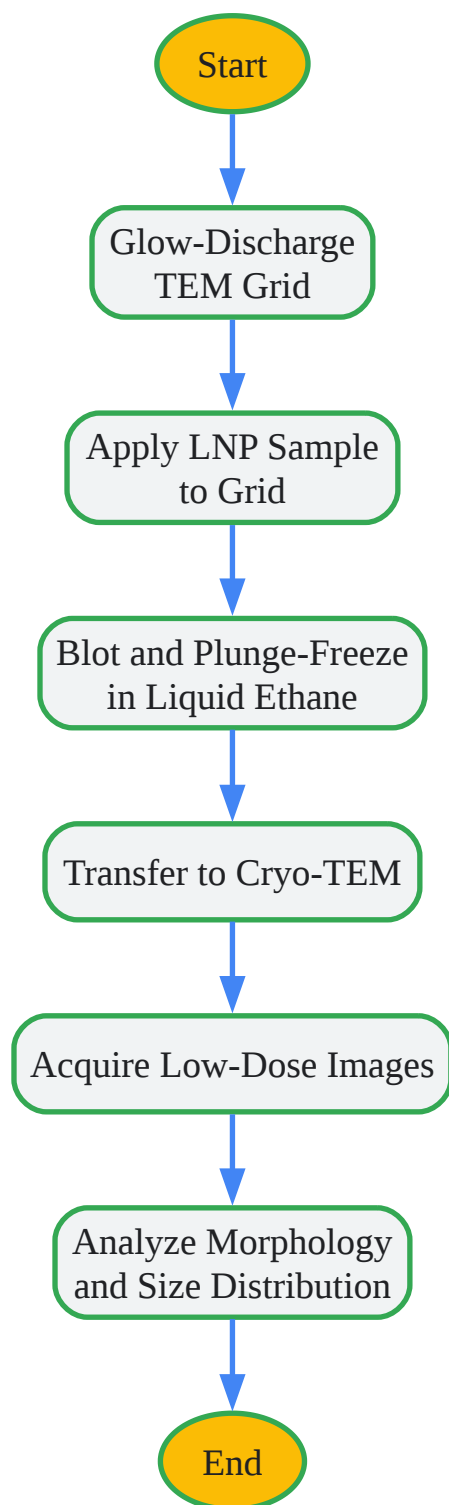 Start
Glow-Discharge
TEM Grid
Apply LNP Sample
to Grid
Blot and Plunge-Freeze
in Liquid Ethane
Transfer to Cryo-TEM
Acquire Low-Dose Images
Analyze Morphology
and Size Distribution
End